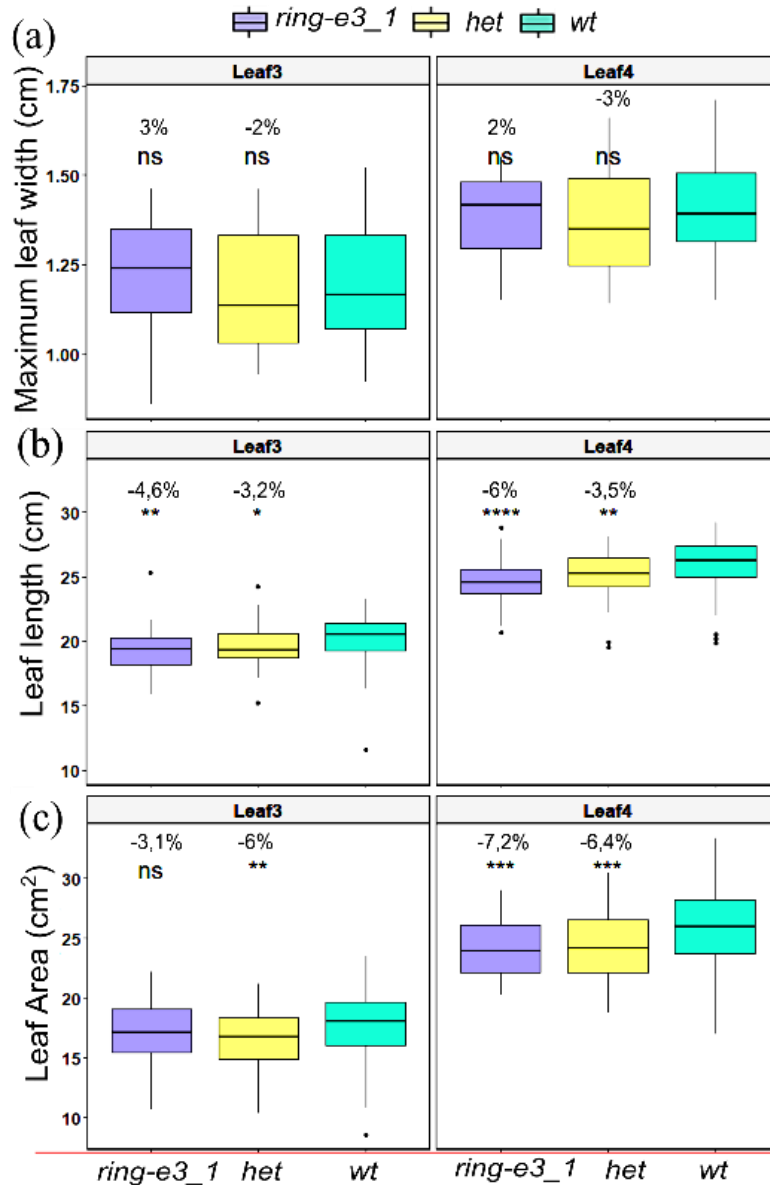 ring-e3_1 het wt
(a)
Leaf3 Leaf4
Maximum leaf width (cm)
1.75
1.50
1.25
1.00
3% -2% 2% -3%
ns ns ns ns
(b)
Leaf3 Leaf4
Leaf length (cm)
30
25
20
15
10
-4,6% -3,2% -6% -3,5%
** * **** **
(c)
Leaf3 Leaf4
Leaf Area (cm²)
30
25
20
15
10
-3,1% -6% -7,2% -6,4%
ns ** *** ***
ring-e3_1 het wt ring-e3_1 het wt